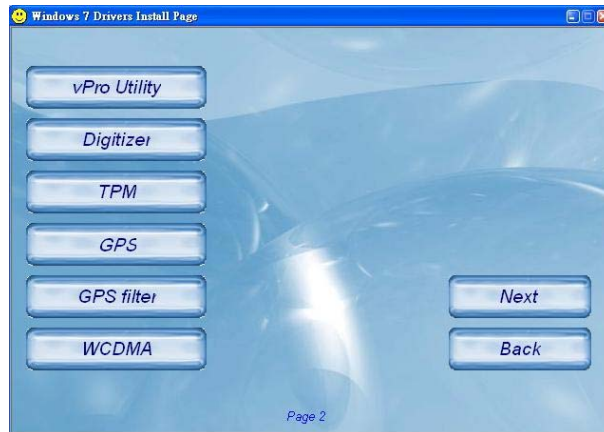 Windows 7 Drivers Install Page
vPro Utility
Digitizer
TPM
GPS
GPS filter
WCDMA
Next
Back
Page 2